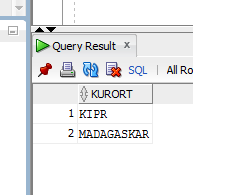 Query Result x
SQL | All Ro
KURORT
1 KIPR
2 MADAGASKAR